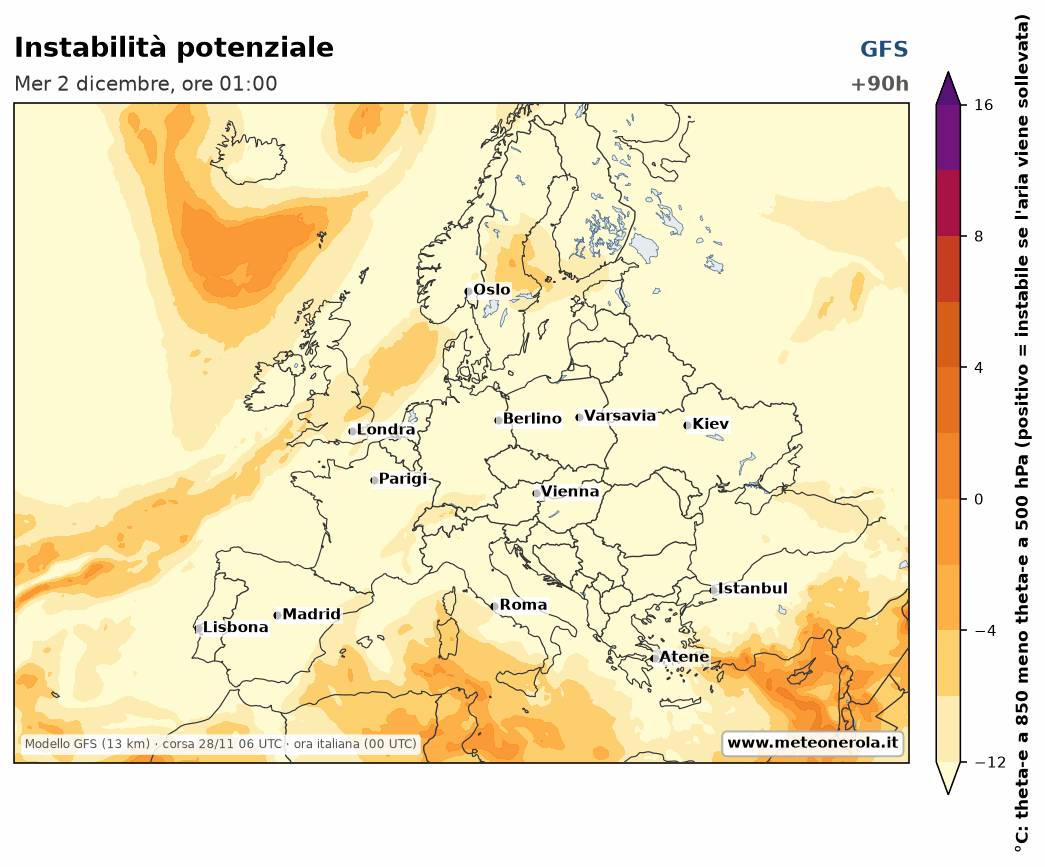 Instabilità potenziale
GFS
Mer 2 dicembre, ore 01:00
+90h
Oslo
Berlino
Varsavia
Kiev
Londra
Parigi
Vienna
Istanbul
Roma
Madrid
Lisbona
Atene
Modello GFS (13 km) · corsa 28/11 06 UTC · ora italiana (00 UTC)
www.meteonerola.it
16
8
4
0
−4
−12
°C: theta-e a 850 meno theta-e a 500 hPa (positivo = instabile se l'aria viene sollevata)